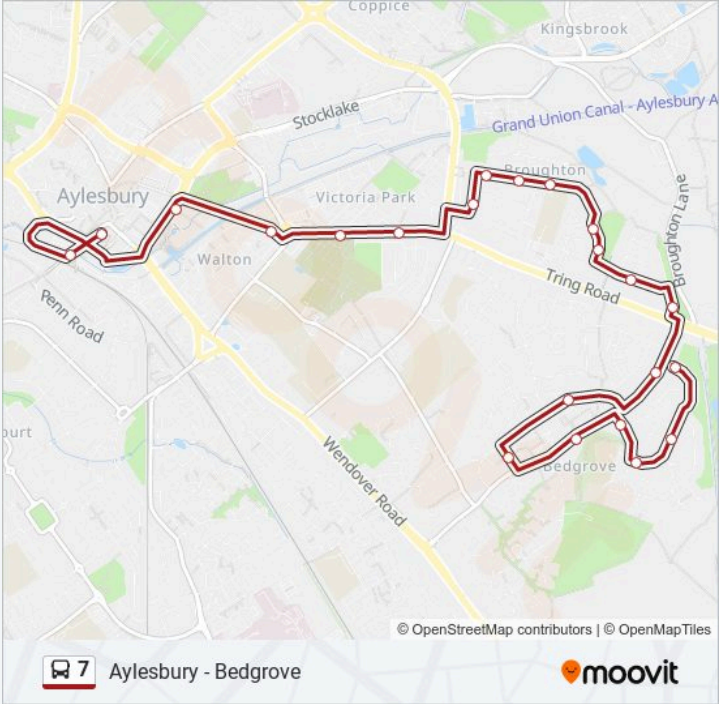 Coppice
Kingsbrook
Stocklake
Grand Union Canal - Aylesbury A
Broughton
Aylesbury
Victoria Park
Broughton Lane
Walton
Tring Road
Penn Road
ourt
Wendover Road
Bedgrove
© OpenStreetMap contributors | © OpenMapTiles
7 Aylesbury - Bedgrove
moovit